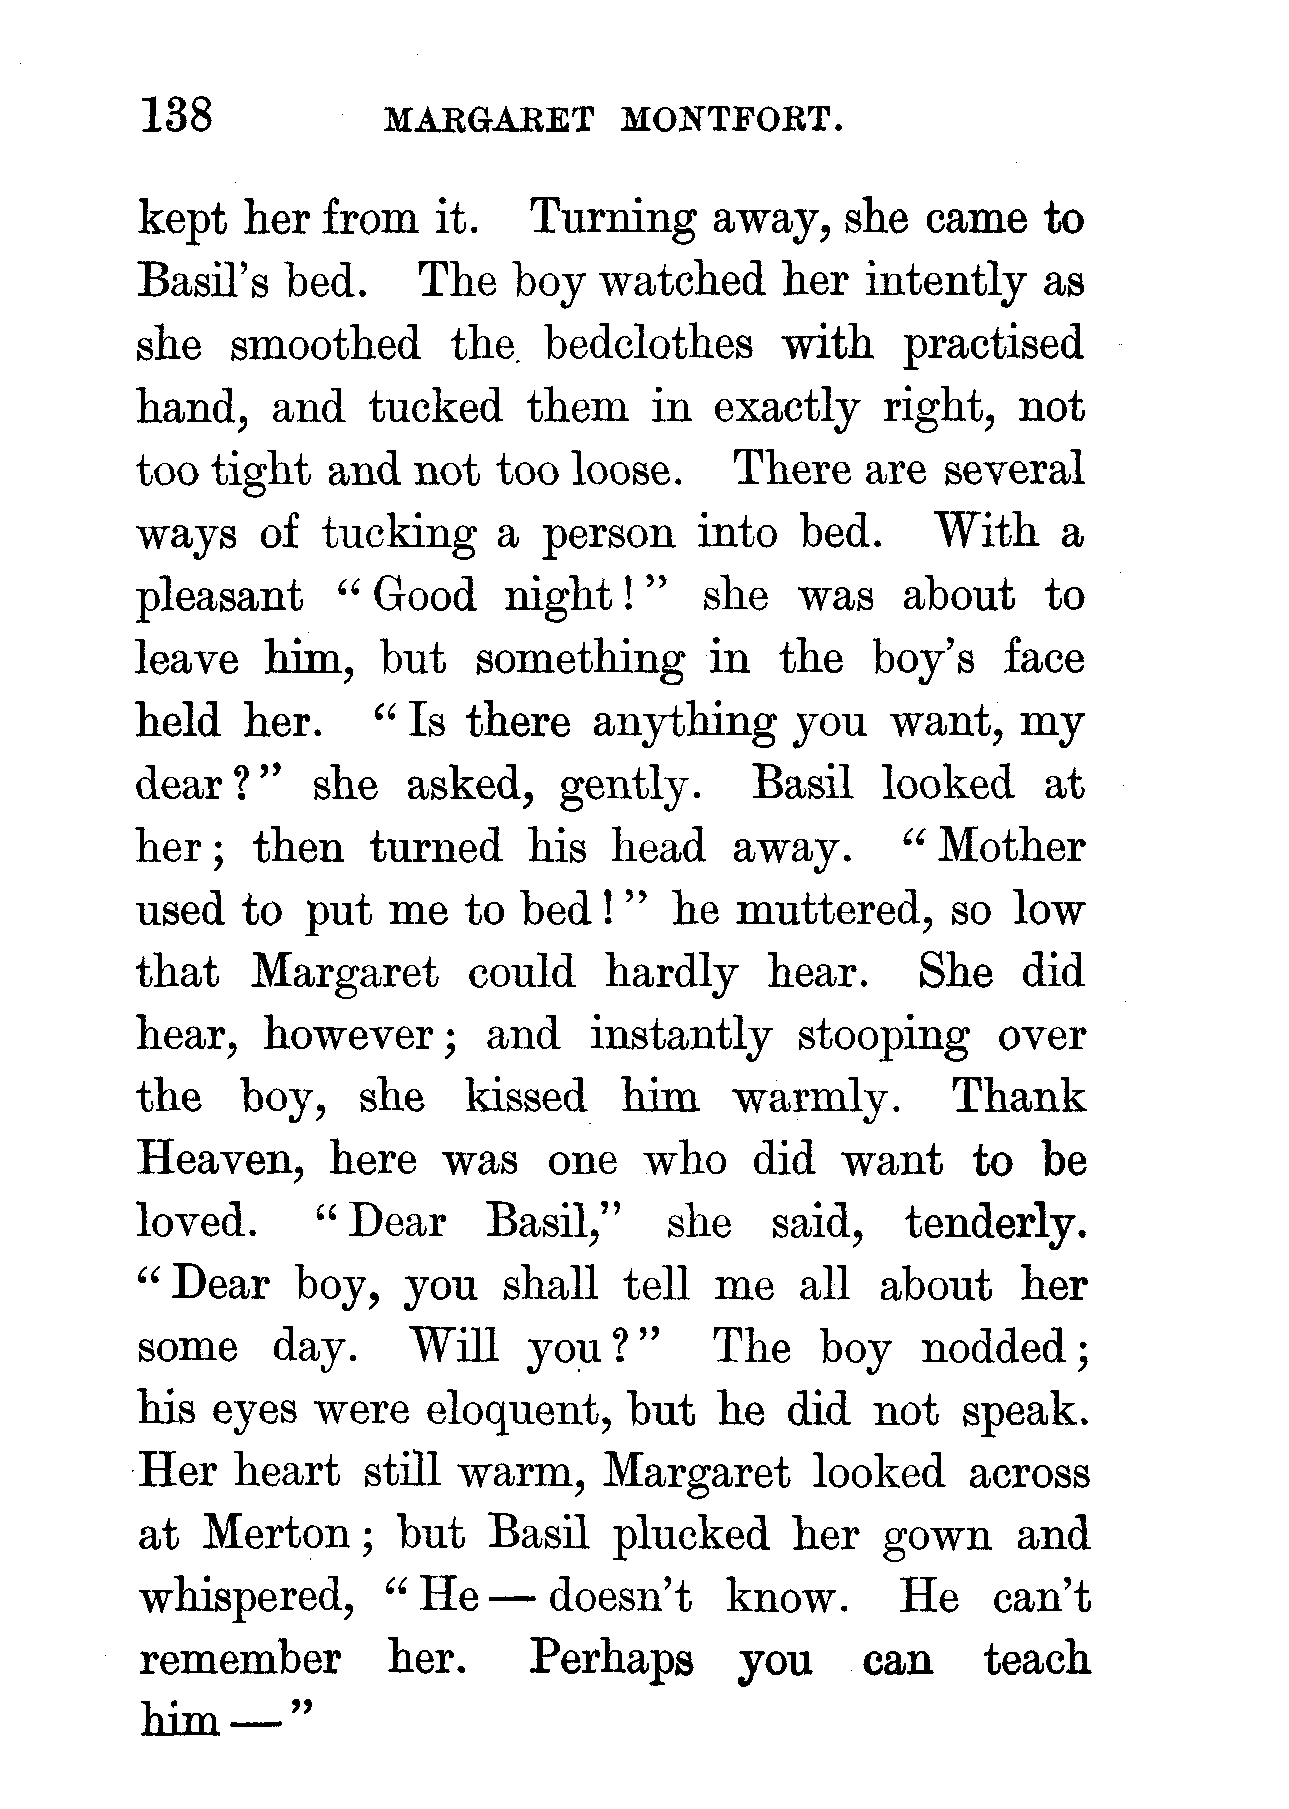 138 MARGARET MONTFORT.
kept her from it. Turning away, she came to
Basil's bed. The boy watched her intently as
she smoothed the bedclothes with practised
hand, and tucked them in exactly right, not
too tight and not too loose. There are several
ways of tucking a person into bed. With a
pleasant “Good night!” she was about to
leave him, but something in the boy's face
held her. “Is there anything you want, my
dear?” she asked, gently. Basil looked at
her; then turned his head away. “Mother
used to put me to bed!” he muttered, so low
that Margaret could hardly hear. She did
hear, however; and instantly stooping over
the boy, she kissed him warmly. Thank
Heaven, here was one who did want to be
loved. “Dear Basil,” she said, tenderly.
“Dear boy, you shall tell me all about her
some day. Will you?” The boy nodded;
his eyes were eloquent, but he did not speak.
Her heart still warm, Margaret looked across
at Merton; but Basil plucked her gown and
whispered, “He — doesn't know. He can't
remember her. Perhaps you can teach
him —”